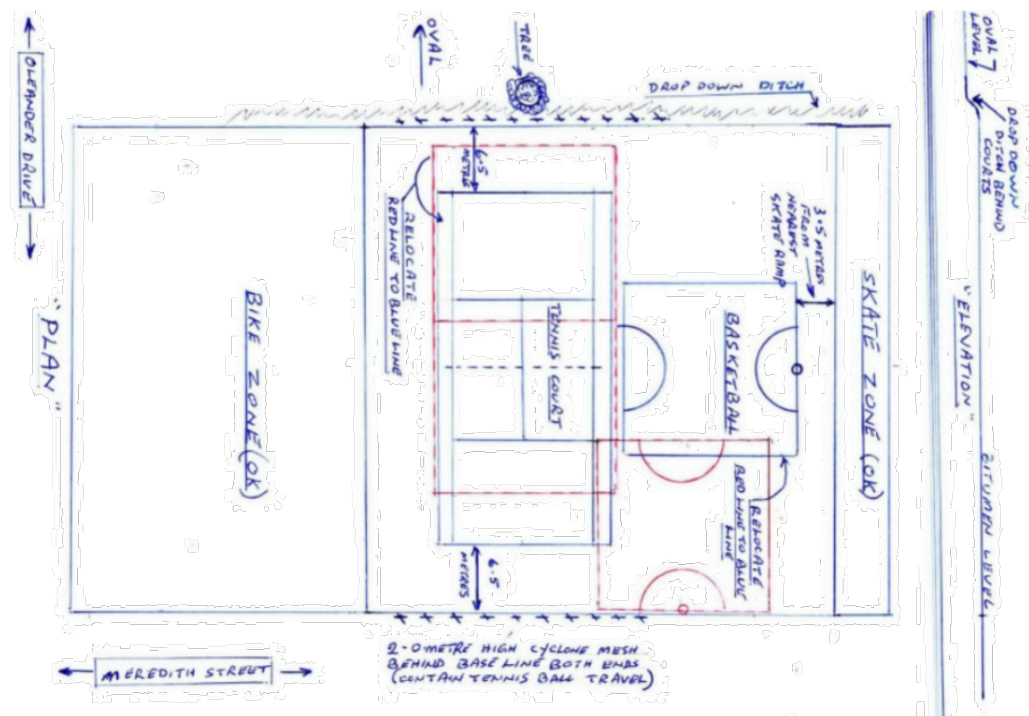 OLEANDER DRIVE
"PLAN"
OVAL
TREE
DROP DOWN DITCH
6.5
METRES
RELOCATE
RED LINE TO BLUE LINE
BIKE ZONE (OK)
TENNIS COURT
BASKETBALL
3.5 METRES
FROM
NEAREST
SKATE RAMP
SKATE ZONE (OK)
RELOCATE
RED LINE TO BLUE
LINE
6.5
METRES
MEREDITH STREET
2-0 METRE HIGH CYCLONE MESH
BEHIND BASE LINE BOTH ENDS
(CONTAIN TENNIS BALL TRAVEL)
OVAL
LEVEL
DROP DOWN
DITCH BEHIND
COURTS
"ELEVATION"
BITUMEN LEVEL